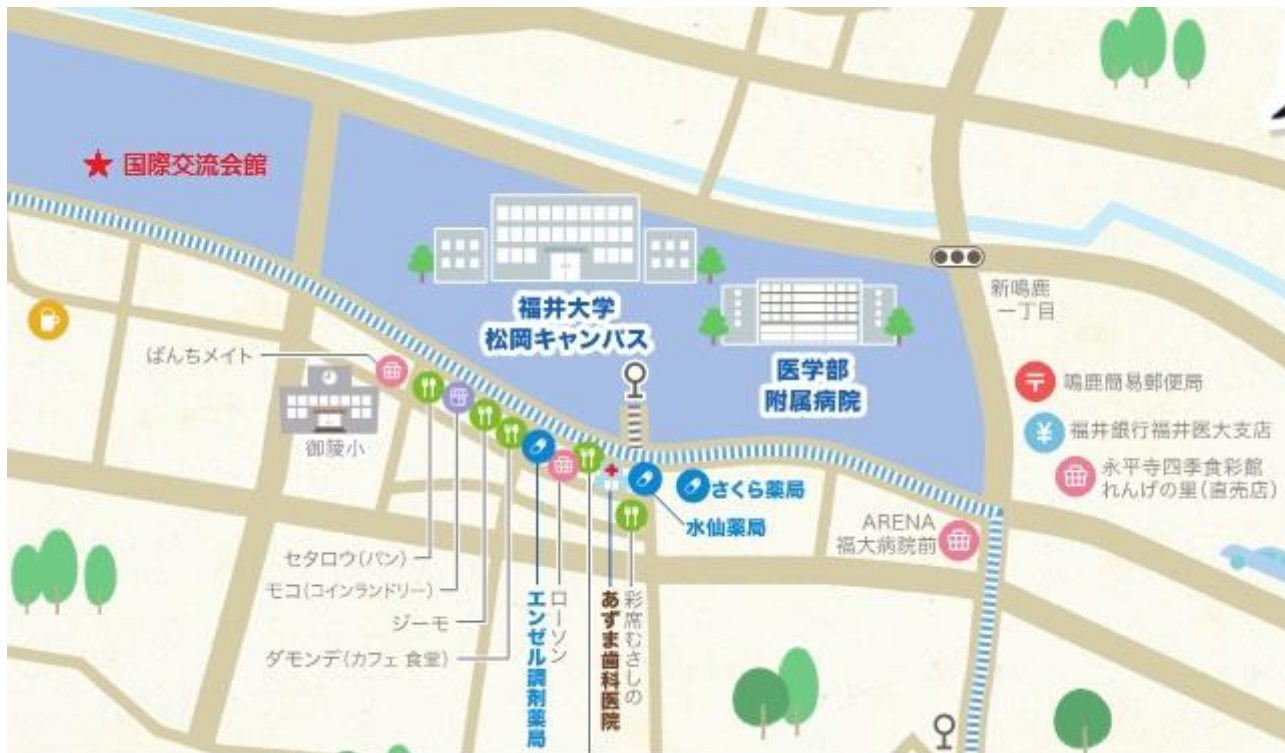 国際交流会館
福井大学
松岡キャンパス
医学部
附属病院
新鳴鹿
一丁目
ばんちメイト
御陵小
〒
鳴鹿簡易郵便局
¥
福井銀行福井医大支店
永平寺四季食彩館
れんげの里(直売店)
さくら薬局
水仙薬局
ARENA
福大病院前
セタロウ(パン)
モコ(コインランドリー)
ジーモ
ダモンデ(カフェ 食堂)
エンゼル調剤薬局
ローソン
あずま歯科医院
彩席むさしの